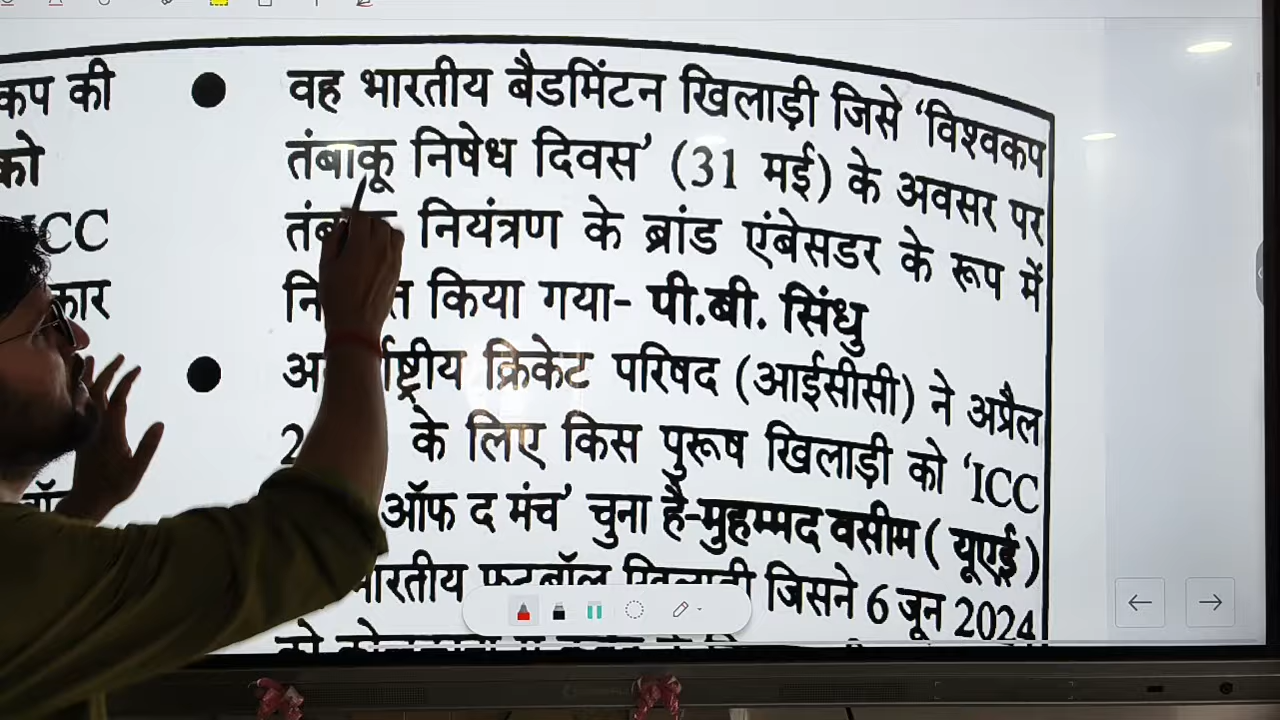 कप की
को
ICC
कार
वह भारतीय बैडमिंटन खिलाड़ी जिसे ‘विश्वकप
तंबाकू निषेध दिवस’ (31 मई) के अवसर पर
नियंत्रण के ब्रांड एंबेसडर के रूप में
किया गया- पी.बी. सिंधु
क्रिकेट परिषद (आईसीसी) ने अप्रैल
के लिए किस पुरूष खिलाड़ी को ‘ICC
ऑफ द मंच’ चुना है-मुहम्मद वसीम ( यूएई )
भारतीय फुटबॉल खिलाड़ी जिसने 6 जून 2024